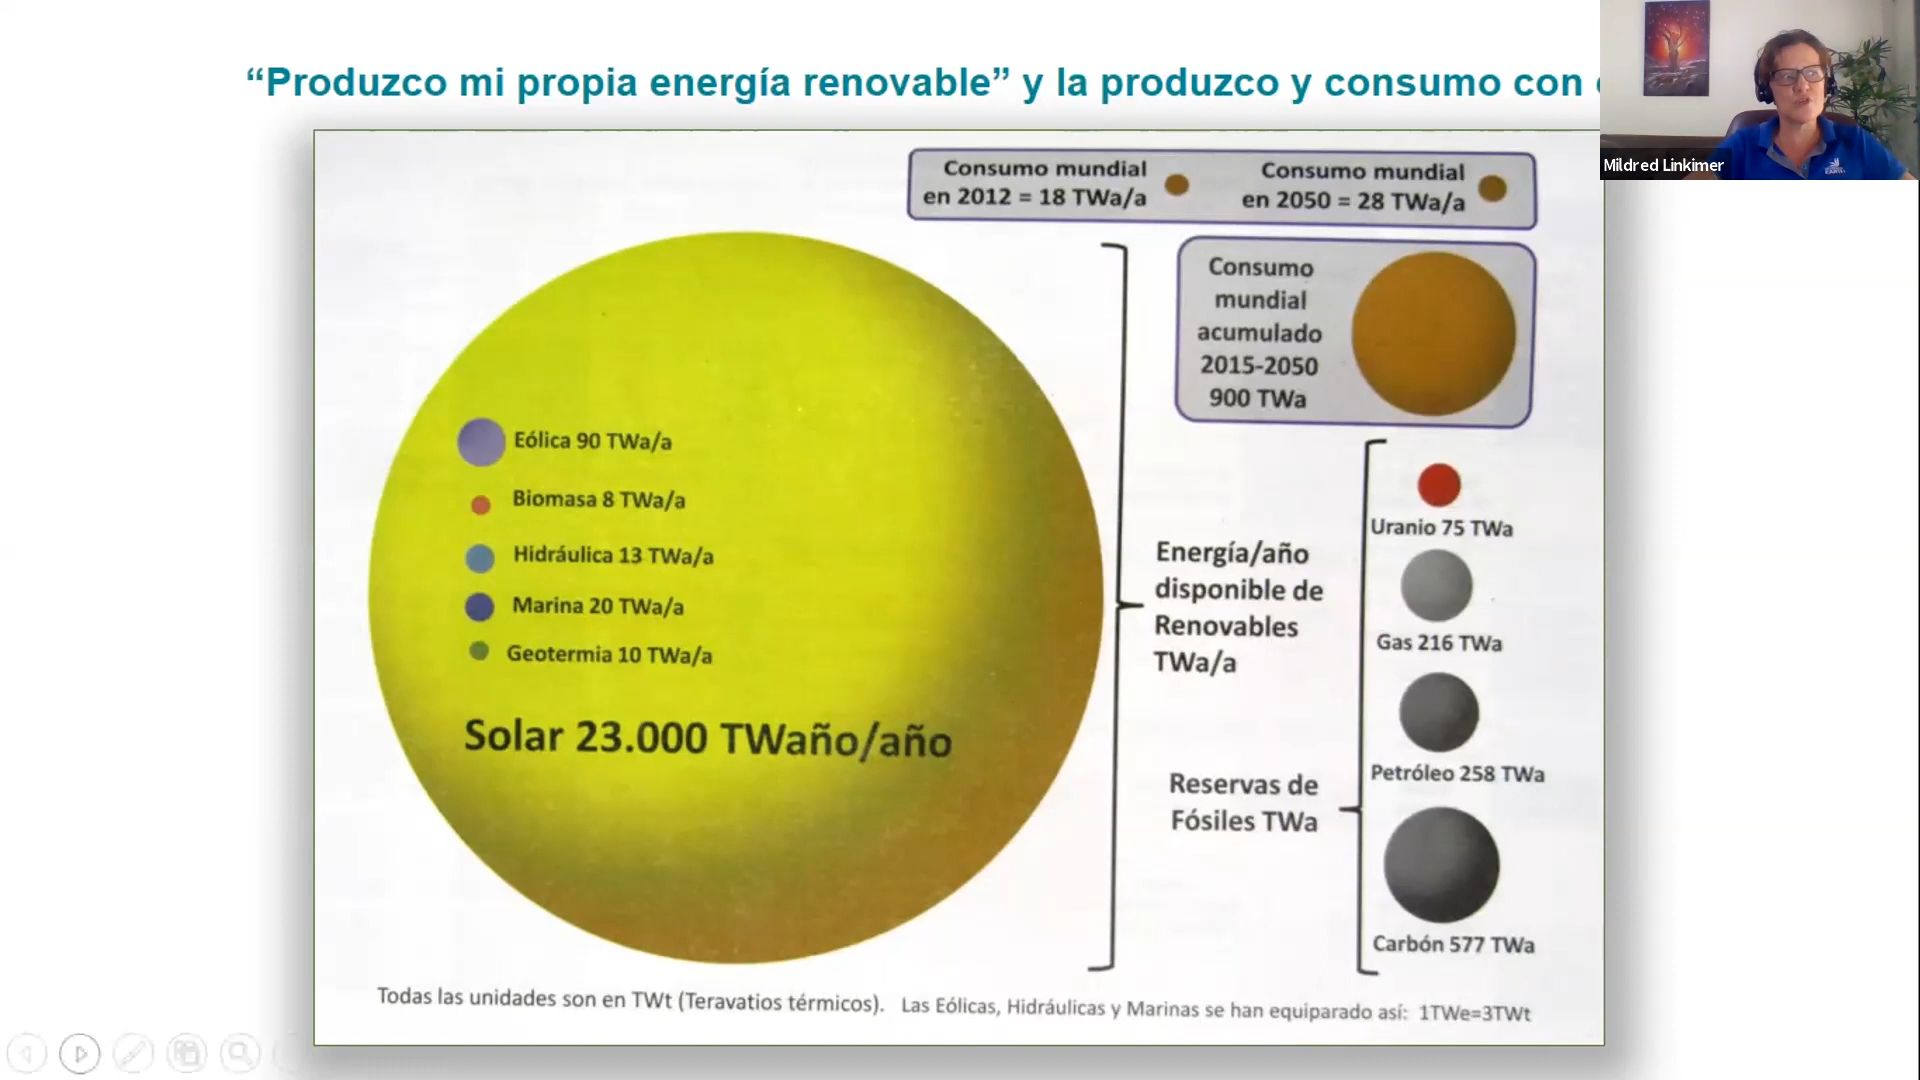 “Produzco mi propia energía renovable” y la produzco y consumo con
Mildred Linkimer
Consumo mundial
en 2012 = 18 TWa/a
Consumo mundial
en 2050 = 28 TWa/a
Consumo
mundial
acumulado
2015-2050
900 TWa
Eólica 90 TWa/a
Biomasa 8 TWa/a
Hidráulica 13 TWa/a
Marina 20 TWa/a
Geotermia 10 TWa/a
Solar 23.000 TWaño/año
Energía/año
disponible de
Renovables
TWa/a
Reservas de
Fósiles TWa
Uranio 75 TWa
Gas 216 TWa
Petróleo 258 TWa
Carbón 577 TWa
Todas las unidades son en TWt (Teravatios térmicos). Las Eólicas, Hidráulicas y Marinas se han equiparado así: 1TWe=3TWt